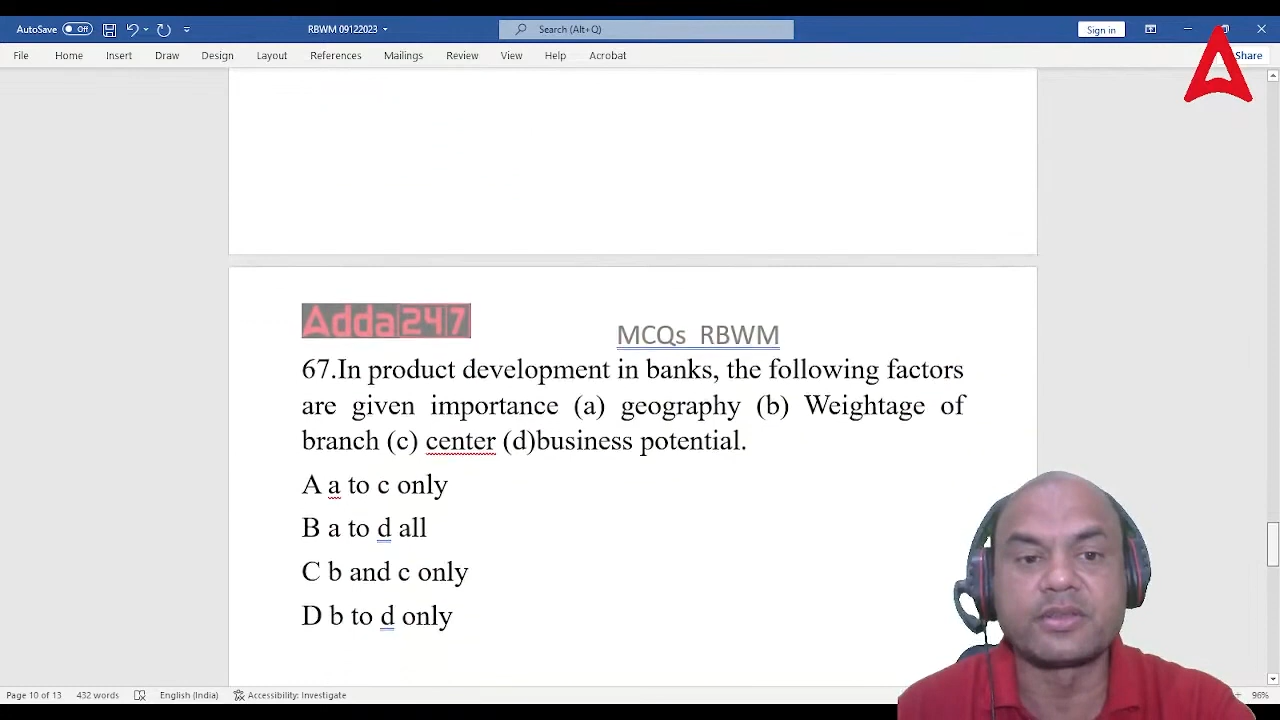 AutoSave Off RBWM 09122023 Search (Alt+Q) Sign in
File Home Insert Draw Design Layout References Mailings Review View Help Acrobat Share
Adda247
MCQs RBWM
67.In product development in banks, the following factors
are given importance (a) geography (b) Weightage of
branch (c) center (d)business potential.
A a to c only
B a to d all
C b and c only
D b to d only
Page 10 of 13 432 words English (India) Accessibility: Investigate 96%